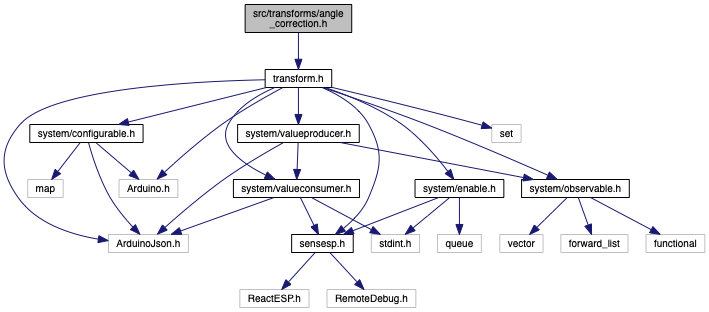 src/transforms/angle
_correction.h
transform.h
system/configurable.h
system/valueproducer.h
set
map
Arduino.h
system/valueconsumer.h
system/enable.h
system/observable.h
ArduinoJson.h
sensesp.h
stdint.h
queue
vector
forward_list
functional
ReactESP.h
RemoteDebug.h